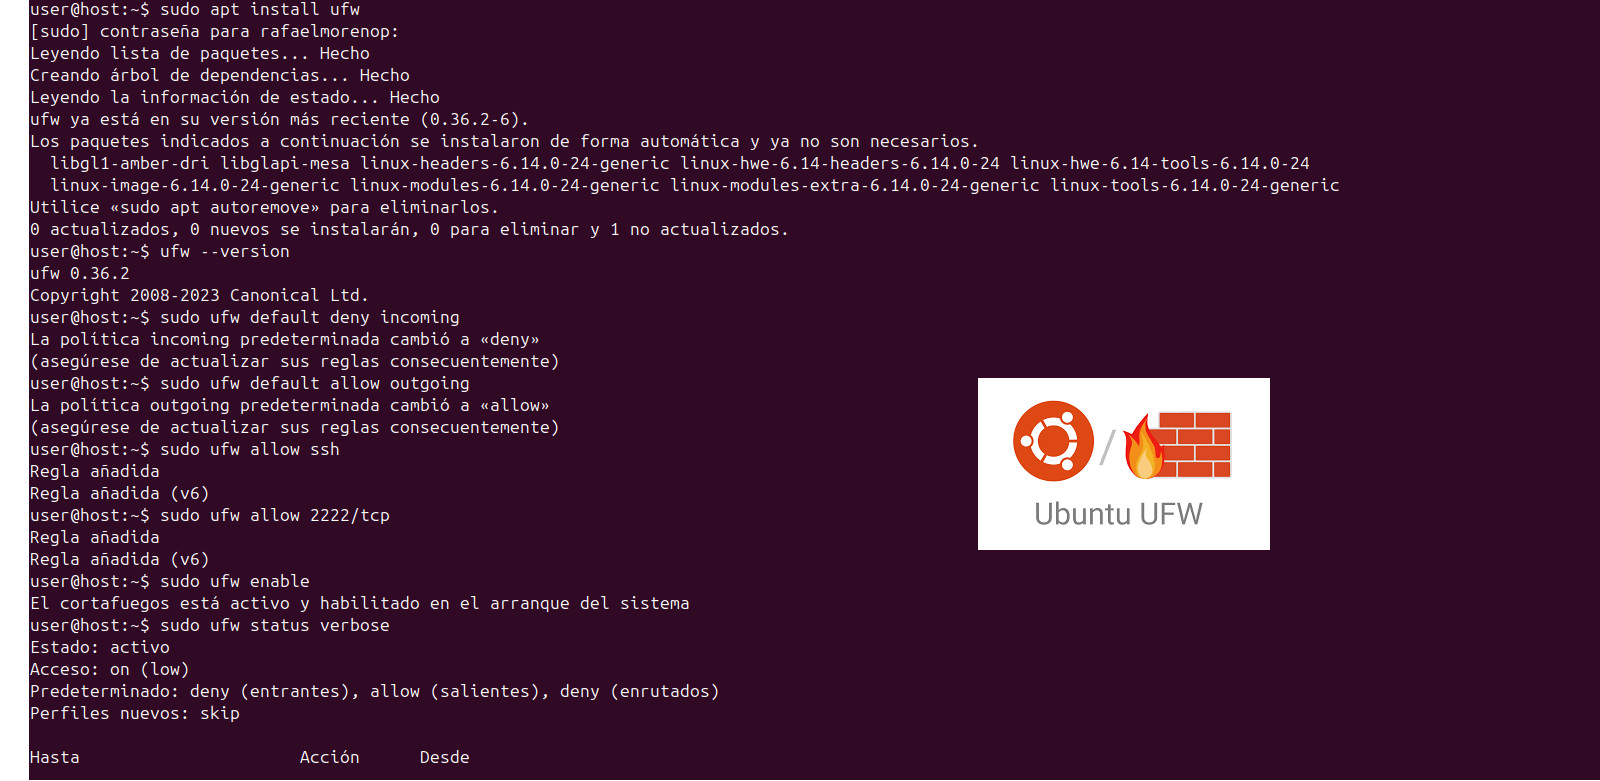 user@host:~$ sudo apt install ufw
[sudo] contraseña para rafaelmorenop:
Leyendo lista de paquetes... Hecho
Creando árbol de dependencias... Hecho
Leyendo la información de estado... Hecho
ufw ya está en su versión más reciente (0.36.2-6).
Los paquetes indicados a continuación se instalaron de forma automática y ya no son necesarios.
  libgl1-amber-dri libglapi-mesa linux-headers-6.14.0-24-generic linux-hwe-6.14-headers-6.14.0-24 linux-hwe-6.14-tools-6.14.0-24
  linux-image-6.14.0-24-generic linux-modules-6.14.0-24-generic linux-modules-extra-6.14.0-24-generic linux-tools-6.14.0-24-generic
Utilice «sudo apt autoremove» para eliminarlos.
0 actualizados, 0 nuevos se instalarán, 0 para eliminar y 1 no actualizados.
user@host:~$ ufw --version
ufw 0.36.2
Copyright 2008-2023 Canonical Ltd.
user@host:~$ sudo ufw default deny incoming
La política incoming predeterminada cambió a «deny»
(asegúrese de actualizar sus reglas consecuentemente)
user@host:~$ sudo ufw default allow outgoing
La política outgoing predeterminada cambió a «allow»
(asegúrese de actualizar sus reglas consecuentemente)
user@host:~$ sudo ufw allow ssh
Regla añadida
Regla añadida (v6)
user@host:~$ sudo ufw allow 2222/tcp
Regla añadida
Regla añadida (v6)
user@host:~$ sudo ufw enable
El cortafuegos está activo y habilitado en el arranque del sistema
user@host:~$ sudo ufw status verbose
Estado: activo
Acceso: on (low)
Predeterminado: deny (entrantes), allow (salientes), deny (enrutados)
Perfiles nuevos: skip
Hasta                      Acción      Desde
/
Ubuntu UFW